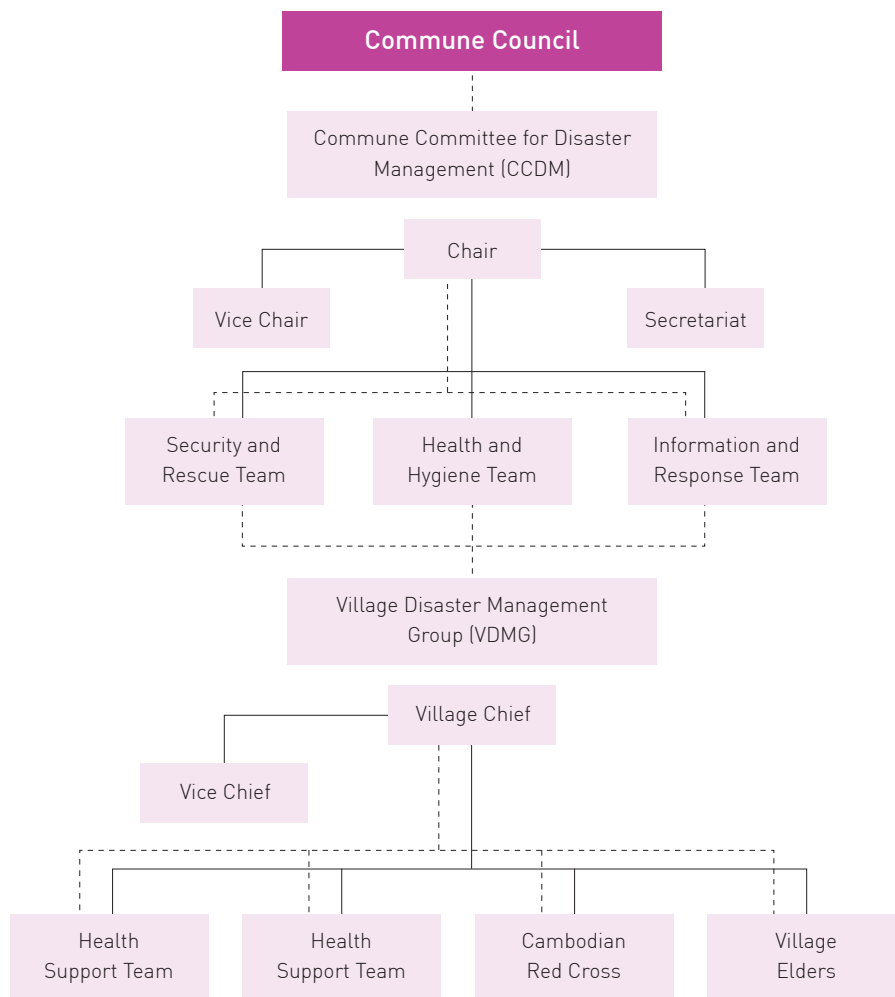 Commune Council
Commune Committee for Disaster
Management (CCDM)
Chair
Vice Chair
Secretariat
Security and
Rescue Team
Health and
Hygiene Team
Information and
Response Team
Village Disaster Management
Group (VDMG)
Village Chief
Vice Chief
Health
Support Team
Health
Support Team
Cambodian
Red Cross
Village
Elders